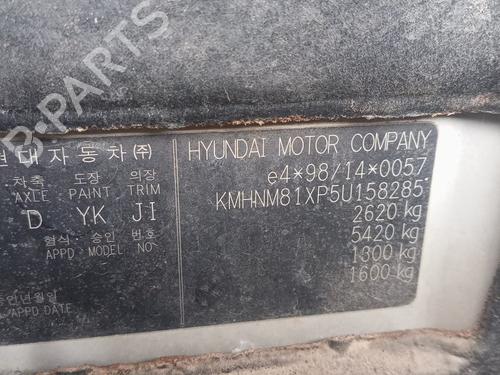 현대자동차㈜
차축 도장 의장
AXLE PAINT TRIM
D YK JI
형식 승인 번호
APPD MODEL NO
APPD DATE
HYUNDAI MOTOR COMPANY
e4*98/14*0057
KMHNM81XP5U158285
2620 kg
5420 kg
1300 kg
1600 kg
B-PARTS